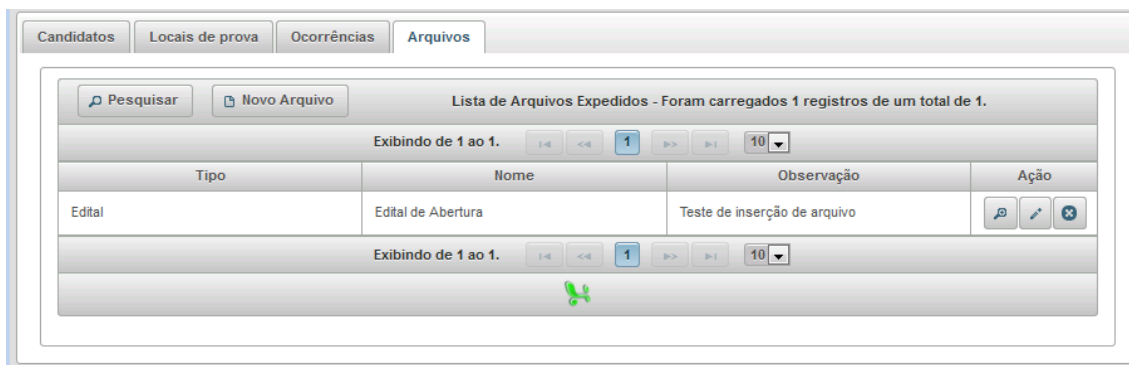 Candidatos Locais de prova Ocorrências Arquivos
Pesquisar Novo Arquivo Lista de Arquivos Expedidos - Foram carregados 1 registros de um total de 1.
Exibindo de 1 ao 1. 1 10
Tipo Nome Observação Ação
Edital Edital de Abertura Teste de inserção de arquivo
Exibindo de 1 ao 1. 1 10